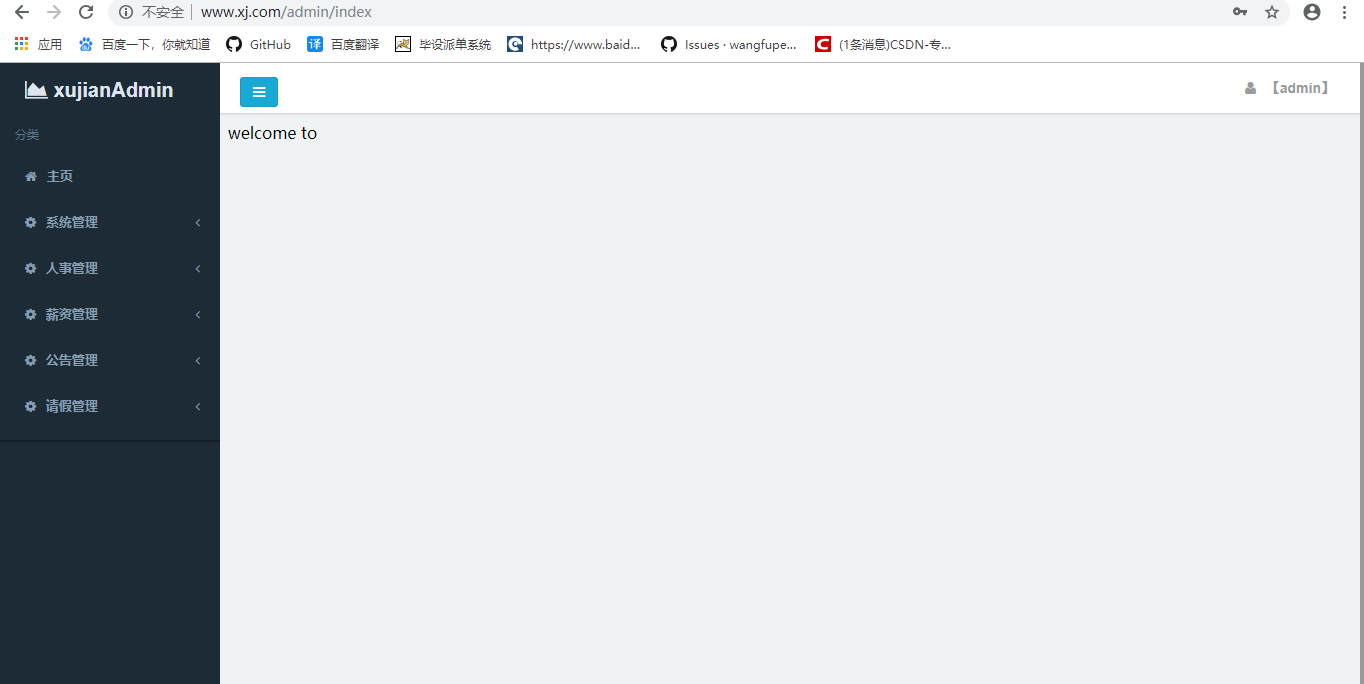 不安全 www.xj.com/admin/index
应用 百度一下，你就知道 GitHub 百度翻译 毕设派单系统 https://www.baid... Issues · wangfupe... (1条消息)CSDN-专...
xujianAdmin
【admin】
分类
welcome to
主页
系统管理
人事管理
薪资管理
公告管理
请假管理